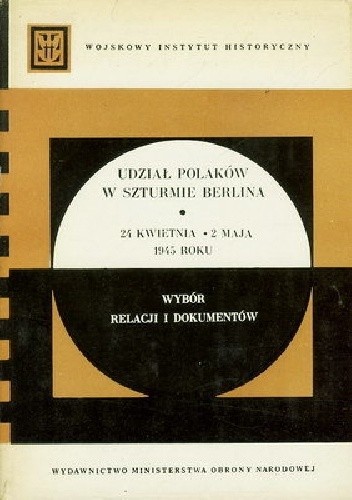 WOJSKOWY INSTYTUT HISTORYCZNY
UDZIAŁ POLAKÓW
W SZTURMIE BERLINA
•
24 KWIETNIA • 2 MAJĄ
1945 ROKU
WYBÓR
RELACJI I DOKUMENTÓW
WYDAWNICTWO MINISTERSTWA OBRONY NARODOWEJ